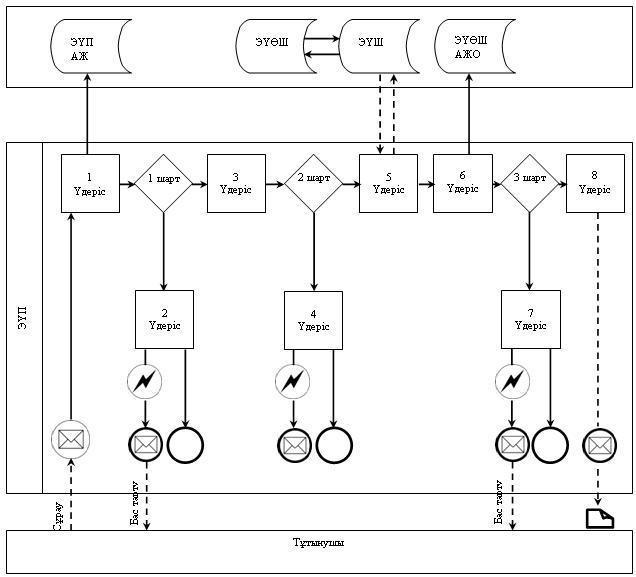 ЭҮП
АЖ
ЭҮӨШ
ЭҮШ
ЭҮӨШ
АЖО
ЭҮП
1
Үдеріс
1 шарт
3
Үдеріс
2 шарт
5
Үдеріс
6
Үдеріс
3 шарт
8
Үдеріс
2
Үдеріс
4
Үдеріс
7
Үдеріс
Сұрау
Бас тарту
Бас тарту
Тұтынушы